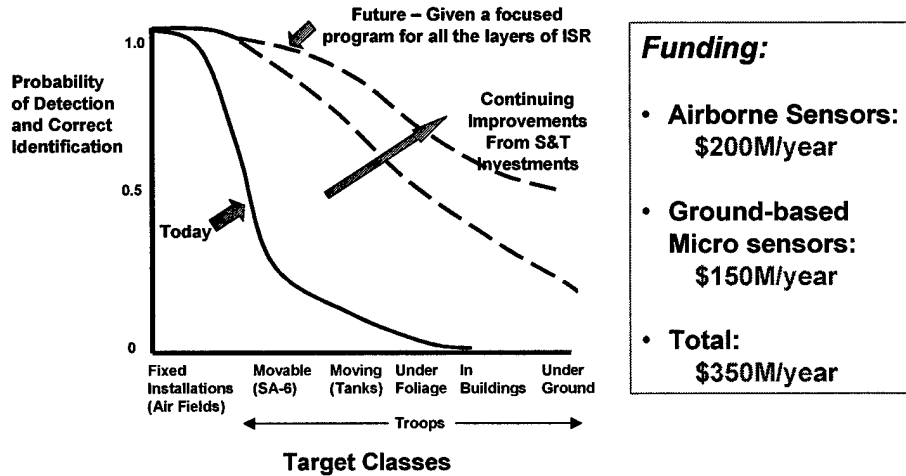 Future – Given a focused
program for all the layers of ISR
1.0
Probability
of Detection
and Correct
Identification
Continuing
Improvements
From S&T
Investments
0.5
Today
0
Fixed
Installations
(Air Fields)
Movable
(SA-6)
Moving
(Tanks)
Under
Foliage
In
Buildings
Under
Ground
Troops
Target Classes
Funding:
• Airborne Sensors:
$200M/year
• Ground-based
Micro sensors:
$150M/year
• Total:
$350M/year